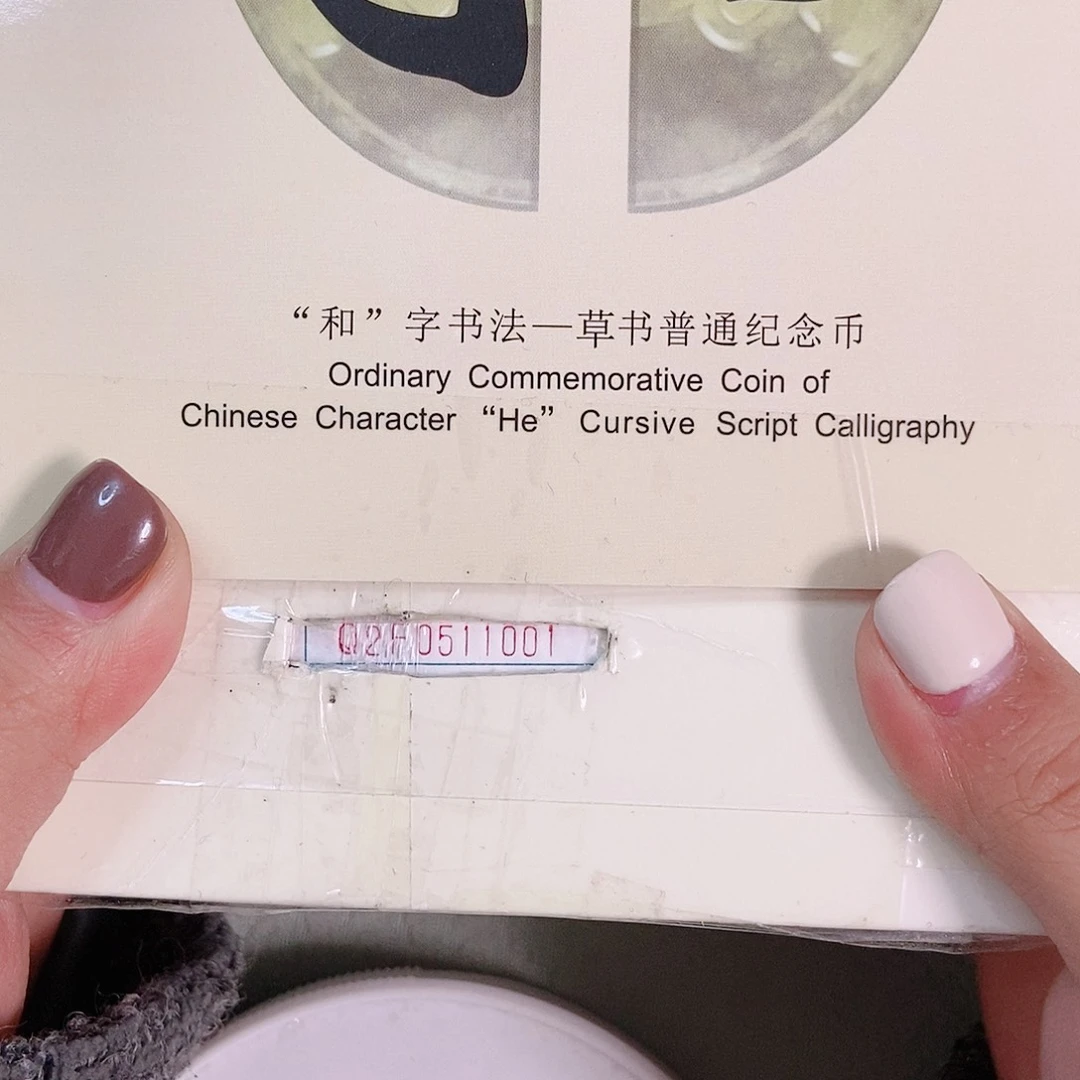 “和”字书法—草书普通纪念币
Ordinary Commemorative Coin of
Chinese Character “He” Cursive Script Calligraphy
Q2F0511001